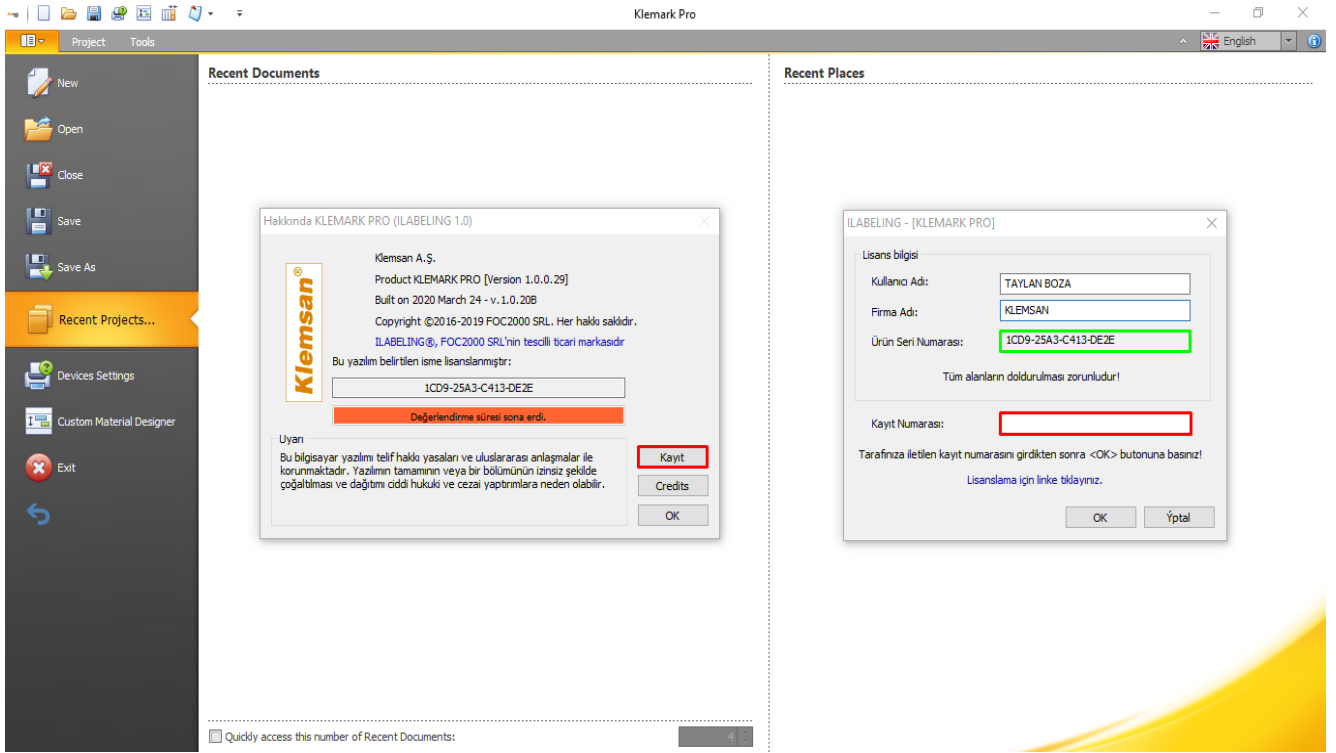 Klemark Pro
Project Tools
English
New
Open
Close
Save
Save As
Recent Projects...
Devices Settings
Custom Material Designer
Exit
Recent Documents
Hakkında KLEMARK PRO (ILABELING 1.0)
Klemsan®
Klemsan A.Ş.
Product KLEMARK PRO [Version 1.0.0.29]
Built on 2020 March 24 - v.1.0.20B
Copyright ©2016-2019 FOC2000 SRL. Her hakkı saklıdır.
ILABELING®, FOC2000 SRL'nin tescilli ticari markasıdır
Bu yazılım belirtilen isme lisanslanmıştır:
1CD9-25A3-C413-DE2E
Değerlendirme süresi sona erdi.
Uyarı
Bu bilgisayar yazılımı telif hakkı yasaları ve uluslararası anlaşmalar ile
korunmaktadır. Yazılımın tamamının veya bir bölümünün izinsiz şekilde
çoğaltılması ve dağıtımı ciddi hukuki ve cezai yaptırımlara neden olabilir.
Kayıt
Credits
OK
Quickly access this number of Recent Documents:
4
Recent Places
ILABELING - [KLEMARK PRO]
Lisans bilgisi
Kullanıcı Adı: TAYLAN BOZA
Firma Adı: KLEMSAN
Ürün Seri Numarası: 1CD9-25A3-C413-DE2E
Tüm alanların doldurulması zorunludur!
Kayıt Numarası:
Tarafınıza iletilen kayıt numarasını girdikten sonra <OK> butonuna basınız!
Lisanslama için linke tıklayınız.
OK Ýptal